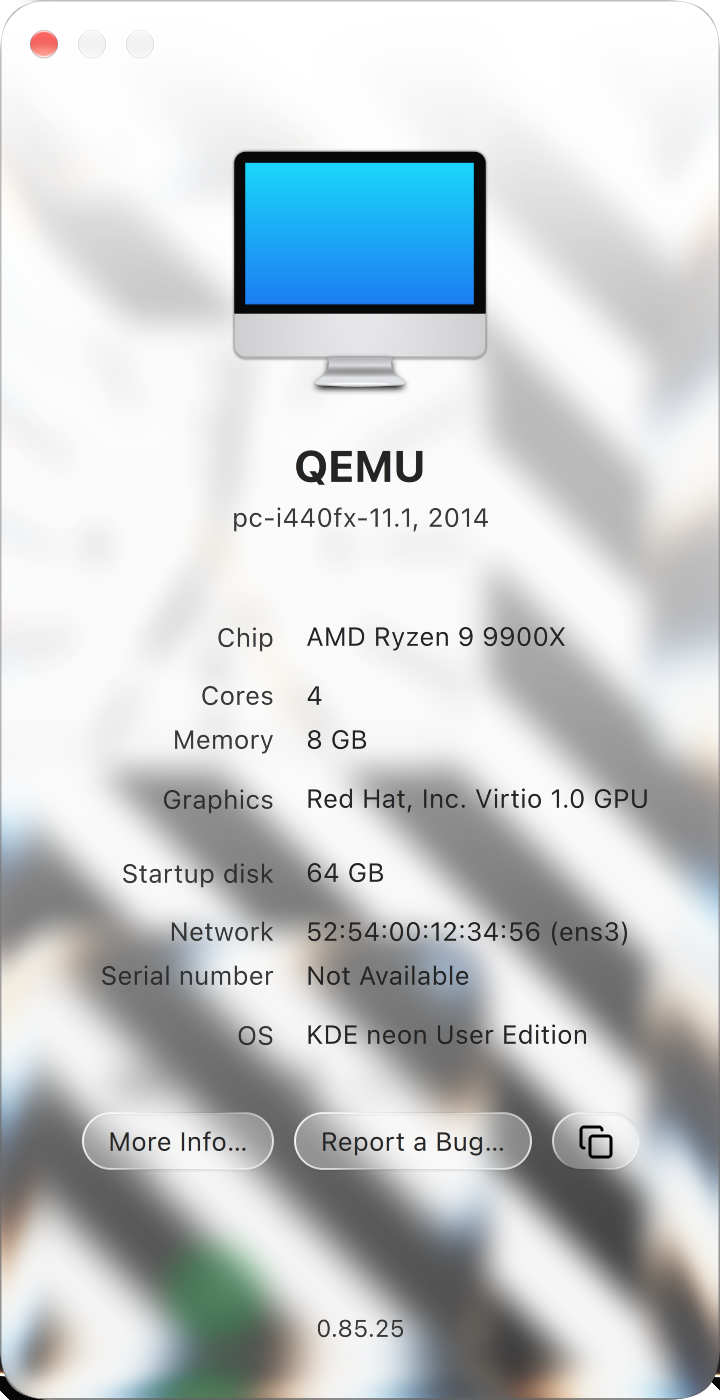 QEMU
pc-i440fx-11.1, 2014
Chip AMD Ryzen 9 9900X
Cores 4
Memory 8 GB
Graphics Red Hat, Inc. Virtio 1.0 GPU
Startup disk 64 GB
Network 52:54:00:12:34:56 (ens3)
Serial number Not Available
OS KDE neon User Edition
More Info... Report a Bug...
0.85.25